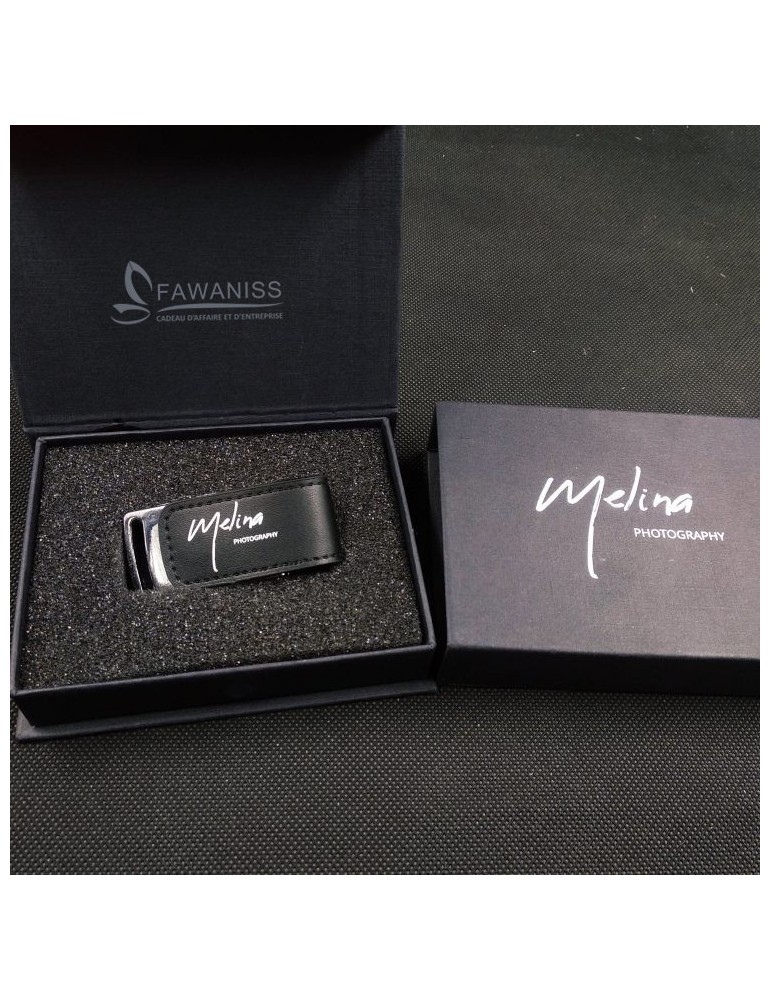 FAWANISS
CADEAU D'AFFAIRE ET D'ENTREPRISE
Melina
PHOTOGRAPHY
Melina
PHOTOGRAPHY